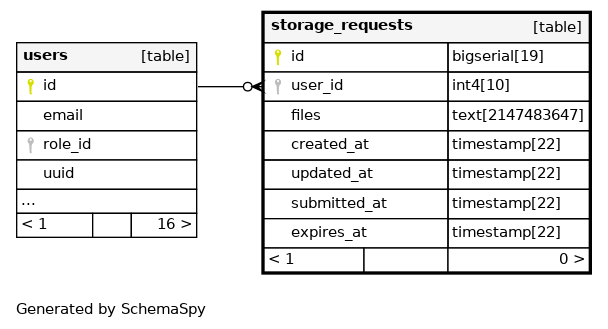 users [table]
id
email
role_id
uuid
...
< 1 16 >
storage_requests [table]
id bigserial[19]
user_id int4[10]
files text[2147483647]
created_at timestamp[22]
updated_at timestamp[22]
submitted_at timestamp[22]
expires_at timestamp[22]
< 1 0 >
Generated by SchemaSpy